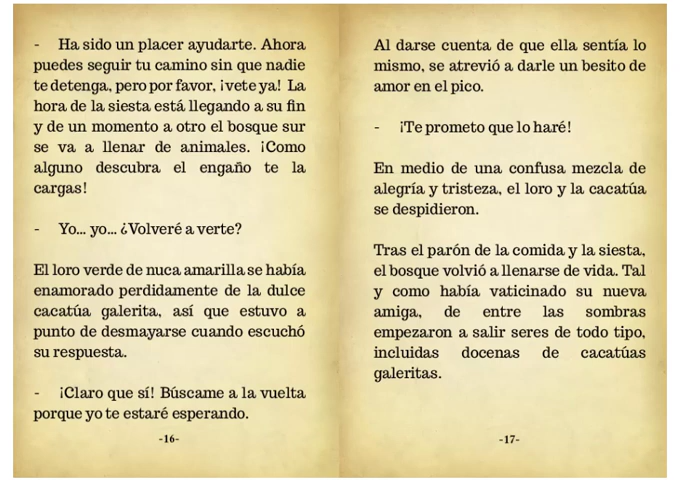 - Ha sido un placer ayudarte. Ahora
puedes seguir tu camino sin que nadie
te detenga, pero por favor, ¡vete ya! La
hora de la siesta está llegando a su fin
y de un momento a otro el bosque sur
se va a llenar de animales. ¡Como
alguno descubra el engaño te la
cargas!
- Yo... yo... ¿Volveré a verte?
El loro verde de nuca amarilla se había
enamorado perdidamente de la dulce
cacatúa galerita, así que estuvo a
punto de desmayarse cuando escuchó
su respuesta.
- ¡Claro que sí! Búscame a la vuelta
porque yo te estaré esperando.
-16-
Al darse cuenta de que ella sentía lo
mismo, se atrevió a darle un besito de
amor en el pico.
- ¡Te prometo que lo haré!
En medio de una confusa mezcla de
alegría y tristeza, el loro y la cacatúa
se despidieron.
Tras el parón de la comida y la siesta,
el bosque volvió a llenarse de vida. Tal
y como había vaticinado su nueva
amiga, de entre las sombras
empezaron a salir seres de todo tipo,
incluidas docenas de cacatúas
galeritas.
-17-